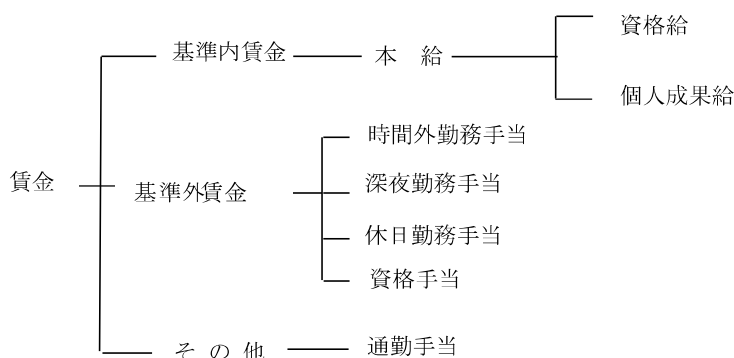 資格給
基準内賃金 本 給
個人成果給
時間外勤務手当
深夜勤務手当
賃金 基準外賃金
休日勤務手当
資格手当
その他 通勤手当